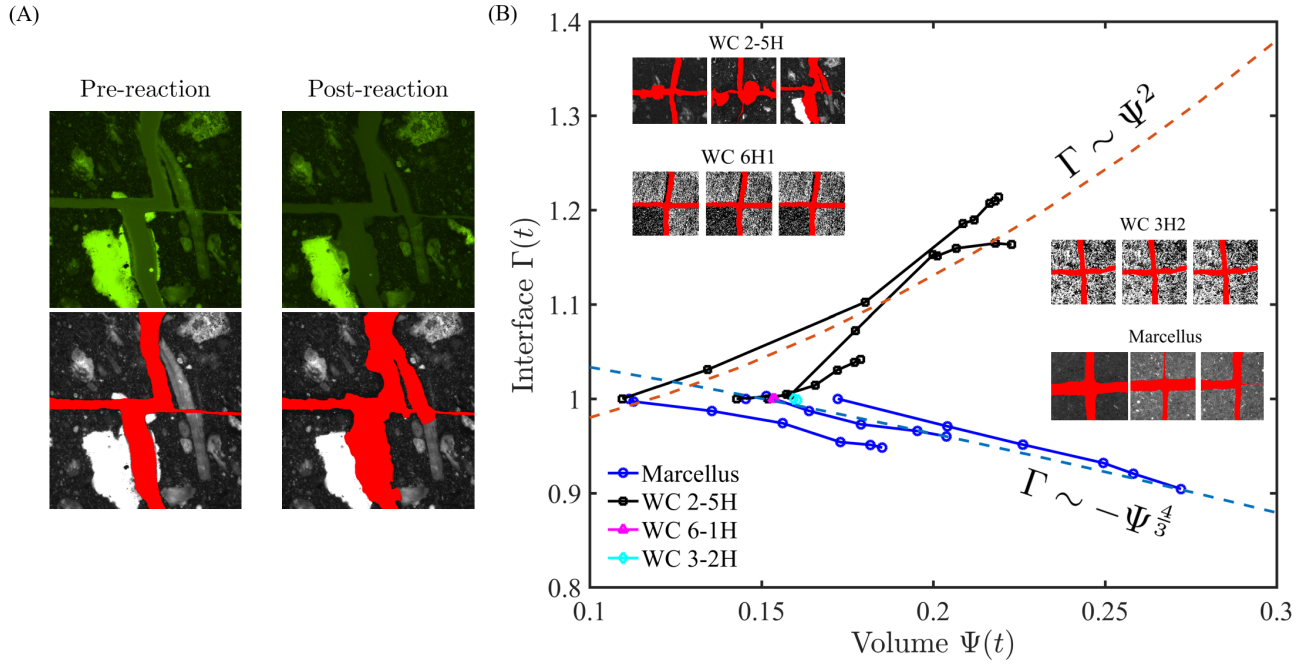 (A)
Pre-reaction
Post-reaction
(B)
1.4
1.3
1.2
1.1
1
0.9
0.8
Interface Γ(t)
WC 2-5H
WC 6H1
WC 3H2
Marcellus
Γ ∼ Ψ²
Γ ∼ −Ψ^{4/3}
Marcellus
WC 2-5H
WC 6-1H
WC 3-2H
0.1 0.15 0.2 0.25 0.3
Volume Ψ(t)